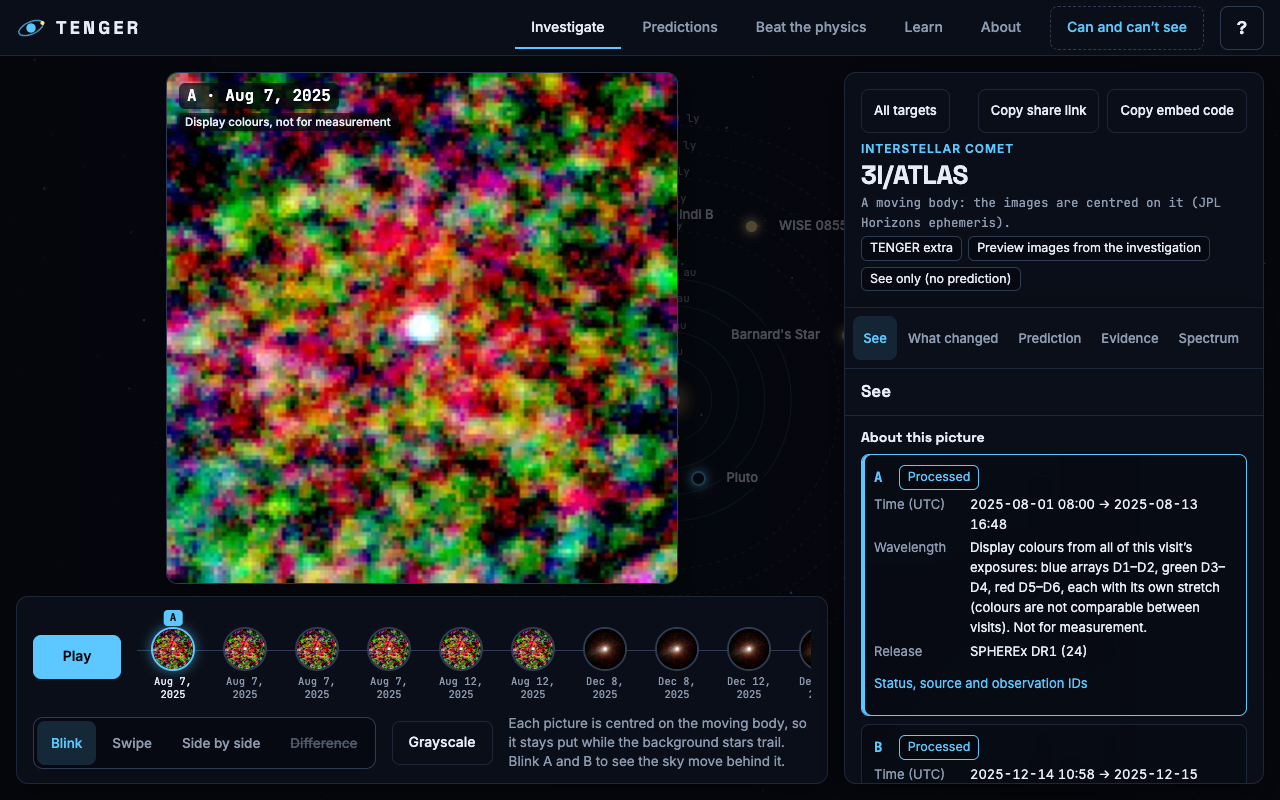 TENGER
Investigate
Predictions
Beat the physics
Learn
About
Can and can't see
?
A · Aug 7, 2025
Display colours, not for measurement
ly
ly
ly
Indi B
WISE 0855
au
au
Barnard's Star
Pluto
All targets
Copy share link
Copy embed code
INTERSTELLAR COMET
3I/ATLAS
A moving body: the images are centred on it (JPL
Horizons ephemeris).
TENGER extra
Preview images from the investigation
See only (no prediction)
See
What changed
Prediction
Evidence
Spectrum
See
About this picture
A
Processed
Time (UTC)
2025-08-01 08:00 → 2025-08-13
16:48
Wavelength
Display colours from all of this visit's
exposures: blue arrays D1–D2, green D3–
D4, red D5–D6, each with its own stretch
(colours are not comparable between
visits). Not for measurement.
Release
SPHEREx DR1 (24)
Status, source and observation IDs
B
Processed
Time (UTC)
2025-12-14 10:58 → 2025-12-15
Play
A
Aug 7,
2025
Aug 7,
2025
Aug 7,
2025
Aug 7,
2025
Aug 12,
2025
Aug 12,
2025
Dec 8,
2025
Dec 8,
2025
Dec 12,
2025
Blink
Swipe
Side by side
Difference
Grayscale
Each picture is centred on the moving body, so
it stays put while the background stars trail.
Blink A and B to see the sky move behind it.